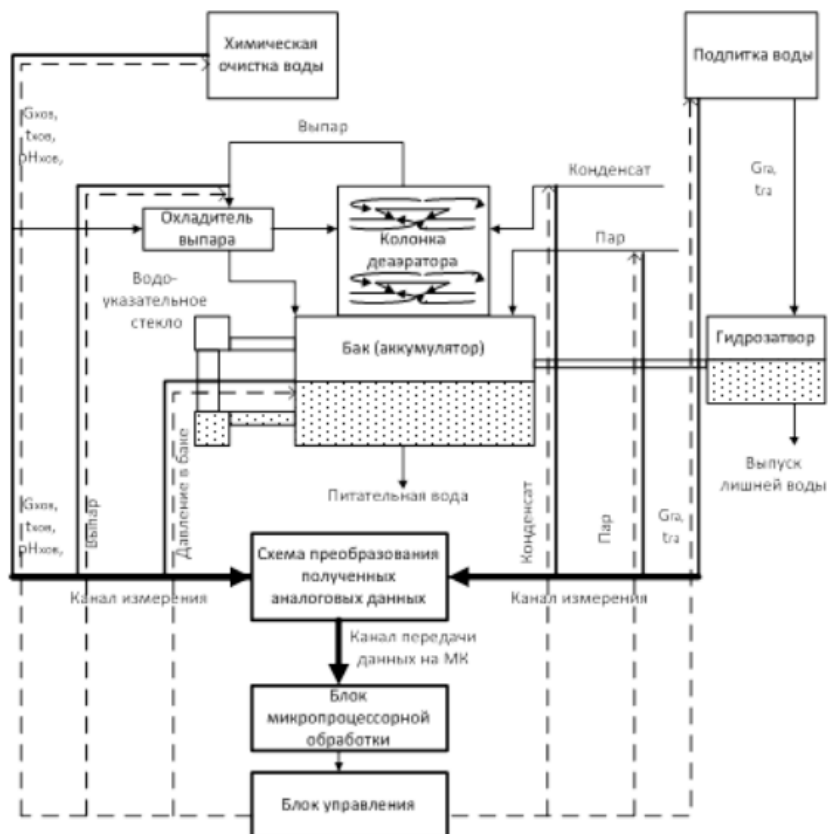 Химическая
очистка воды
Подпитка воды
Gхов,
tхов,
pHхов,
Выпар
Конденсат
Gга,
tга
Охладитель
выпара
Колонка
деаэратора
Пар
Водо-
указательное
стекло
Бак (аккумулятор)
Гидрозатвор
Давление в баке
Питательная вода
Выпуск
лишней воды
Gхов,
tхов,
pHхов,
Выпар
Конденсат
Пар
Gга,
tга
Схема преобразования
полученных
аналоговых данных
Канал измерения
Канал измерения
Канал передачи
данных на МК
Блок
микропроцессорной
обработки
Блок управления